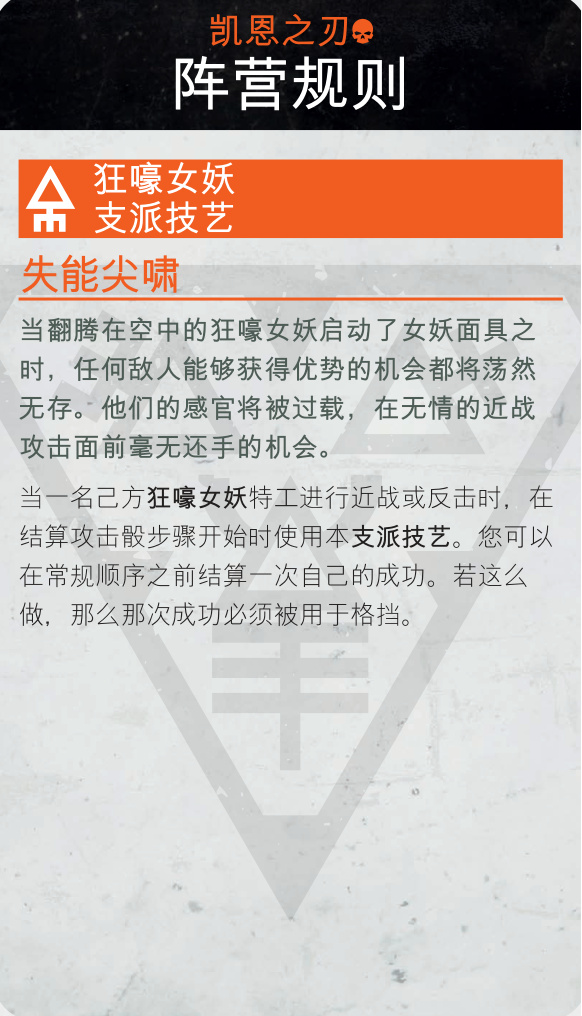 凯恩之刃
阵营规则
狂嚎女妖
支派技艺
失能尖啸
当翻腾在空中的狂嚎女妖启动了女妖面具之
时，任何敌人能够获得优势的机会都将荡然
无存。他们的感官将被过载，在无情的近战
攻击面前毫无还手的机会。
当一名己方狂嚎女妖特工进行近战或反击时，在
结算攻击骰步骤开始时使用本支派技艺。您可以
在常规顺序之前结算一次自己的成功。若这么
做，那么那次成功必须被用于格挡。